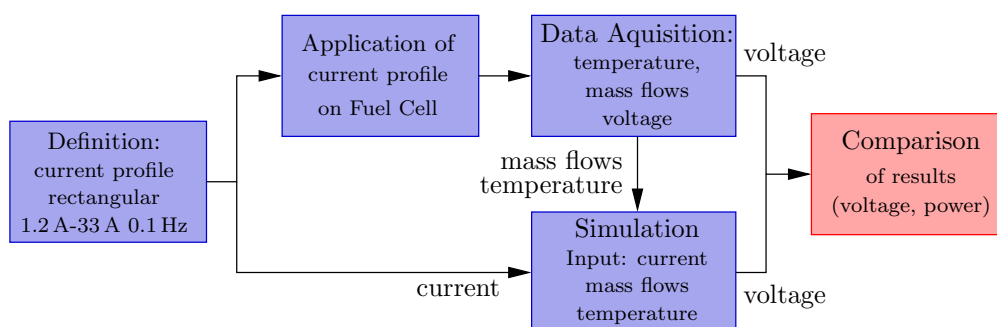 Definition:
current profile
rectangular
1.2 A-33 A 0.1 Hz
Application of
current profile
on Fuel Cell
Data Aquisition:
temperature,
mass flows
voltage
voltage
mass flows
temperature
Simulation
Input: current
mass flows
temperature
current
voltage
Comparison
of results
(voltage, power)